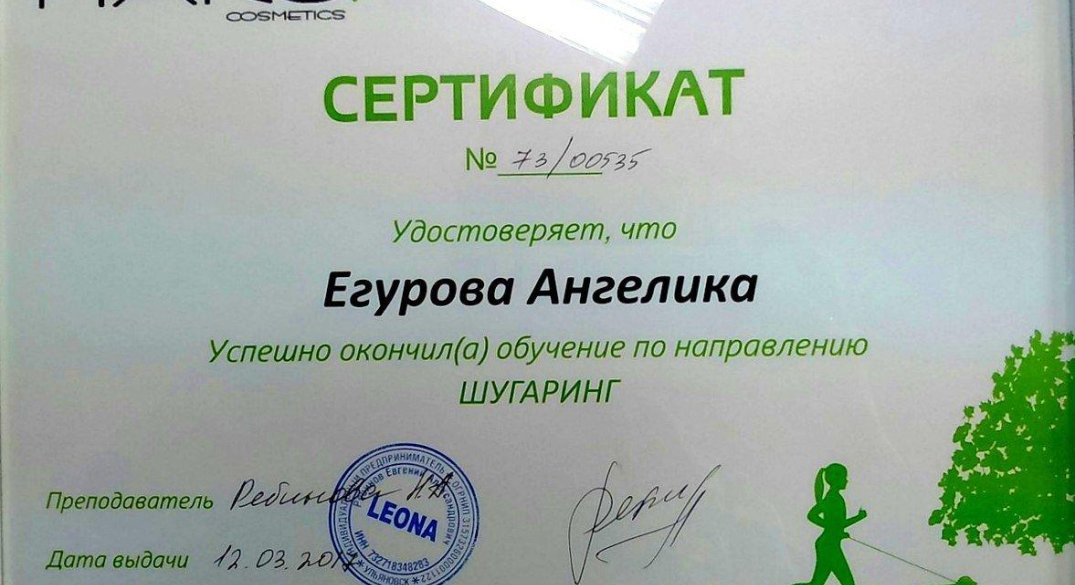 COSMETICS
СЕРТИФИКАТ
№ 73/00535
Удостоверяет, что
Егурова Ангелика
Успешно окончил(а) обучение по направлению
ШУГАРИНГ
Преподаватель
LEONA
Дата выдачи 12.03.2017